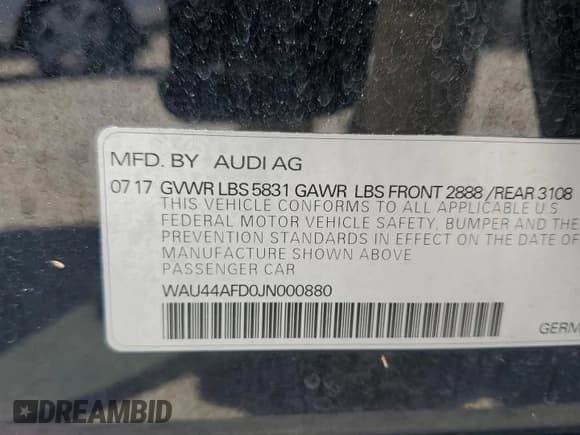 MFD. BY AUDI AG
07 17 GVWR LBS 5831 GAWR LBS FRONT 2888 /REAR 3108
THIS VEHICLE CONFORMS TO ALL APPLICABLE U S
FEDERAL MOTOR VEHICLE SAFETY, BUMPER AND THE
PREVENTION STANDARDS IN EFFECT ON THE DATE OF
MANUFACTURE SHOWN ABOVE
PASSENGER CAR
WAU44AFD0JN000880
GERM
DREAMBID